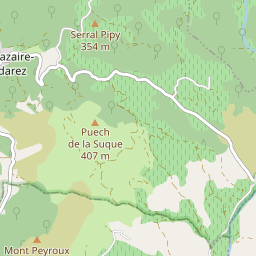 Serral Pipy
354 m
azaire-
darez
Puech
de la Suque
407 m
Mont Peyroux